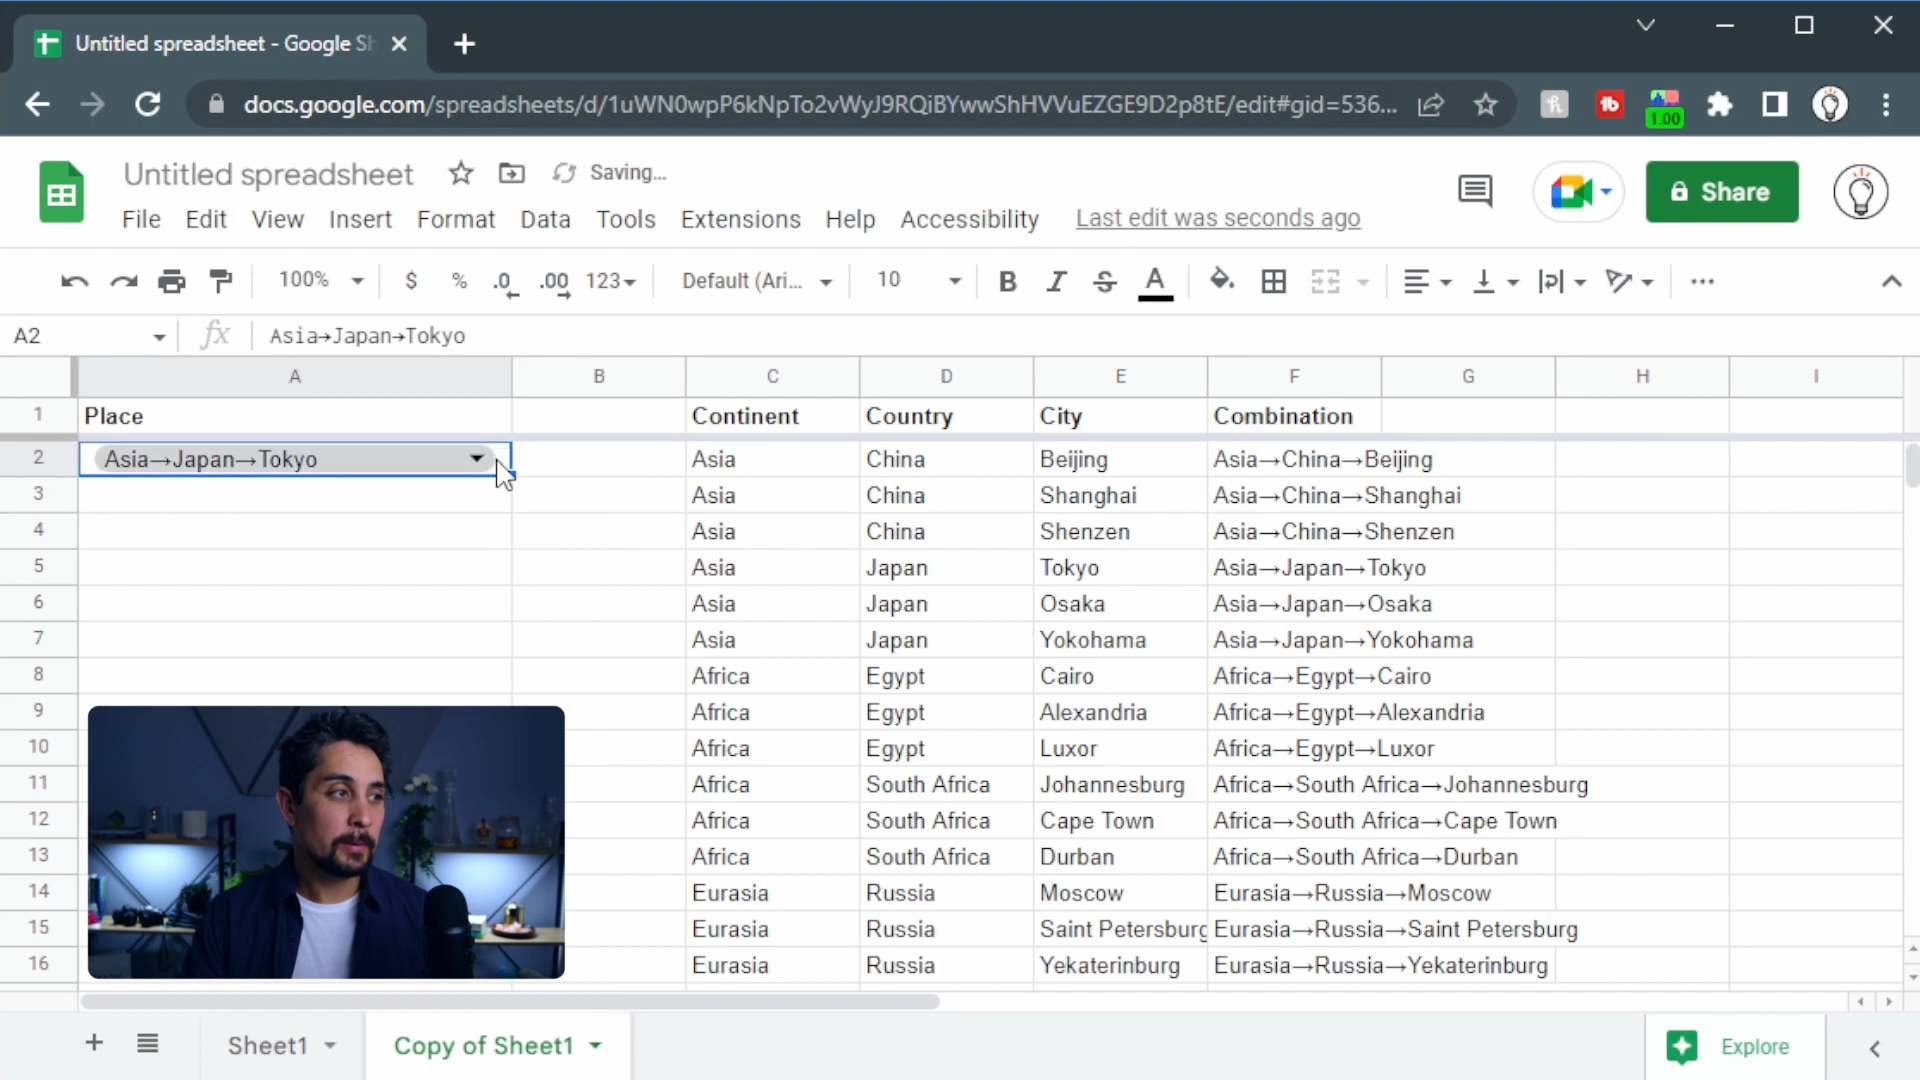 Untitled spreadsheet - Google Sh
docs.google.com/spreadsheets/d/1uWN0wpP6kNpTo2vWyJ9RQiBYwwShHVVuEZGE9D2p8tE/edit#gid=536...
1.00
Untitled spreadsheet Saving...
File Edit View Insert Format Data Tools Extensions Help Accessibility Last edit was seconds ago
Share
100% $ % .0 .00 123 Default (Ari... 10 B I S A ...
A2 fx Asia→Japan→Tokyo
A B C D E F G H I
1 Place Continent Country City Combination
2 Asia→Japan→Tokyo Asia China Beijing Asia→China→Beijing
3 Asia China Shanghai Asia→China→Shanghai
4 Asia China Shenzen Asia→China→Shenzen
5 Asia Japan Tokyo Asia→Japan→Tokyo
6 Asia Japan Osaka Asia→Japan→Osaka
7 Asia Japan Yokohama Asia→Japan→Yokohama
8 Africa Egypt Cairo Africa→Egypt→Cairo
9 Africa Egypt Alexandria Africa→Egypt→Alexandria
10 Africa Egypt Luxor Africa→Egypt→Luxor
11 Africa South Africa Johannesburg Africa→South Africa→Johannesburg
12 Africa South Africa Cape Town Africa→South Africa→Cape Town
13 Africa South Africa Durban Africa→South Africa→Durban
14 Eurasia Russia Moscow Eurasia→Russia→Moscow
15 Eurasia Russia Saint Petersburg Eurasia→Russia→Saint Petersburg
16 Eurasia Russia Yekaterinburg Eurasia→Russia→Yekaterinburg
Sheet1 Copy of Sheet1 Explore